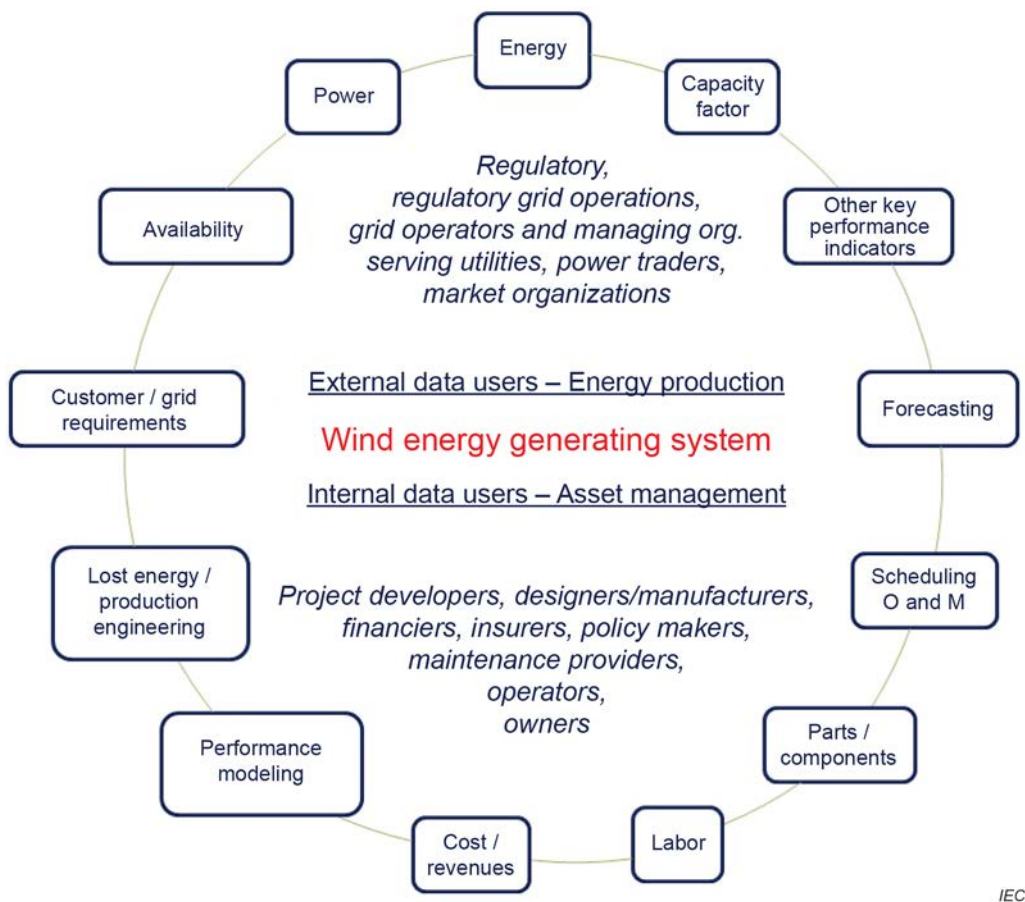 Energy
Power
Capacity
factor
Regulatory,
regulatory grid operations,
grid operators and managing org.
serving utilities, power traders,
market organizations
Availability
Other key
performance
indicators
External data users – Energy production
Customer / grid
requirements
Forecasting
Wind energy generating system
Internal data users – Asset management
Lost energy /
production
engineering
Scheduling
O and M
Project developers, designers/manufacturers,
financiers, insurers, policy makers,
maintenance providers,
operators,
owners
Performance
modeling
Parts /
components
Cost /
revenues
Labor
IEC